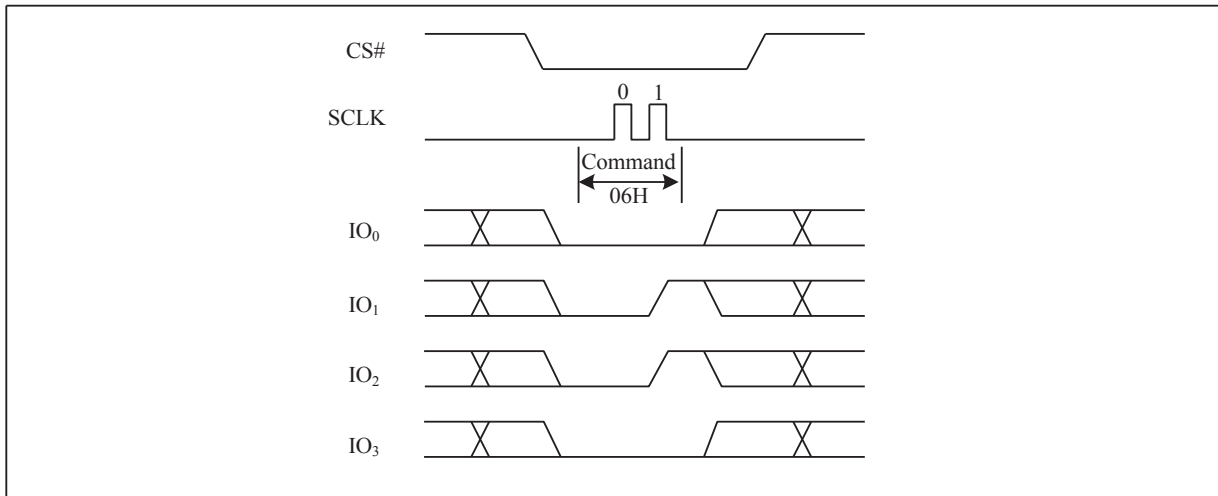 CS#
0 1
SCLK
Command
06H
IO₀
IO₁
IO₂
IO₃